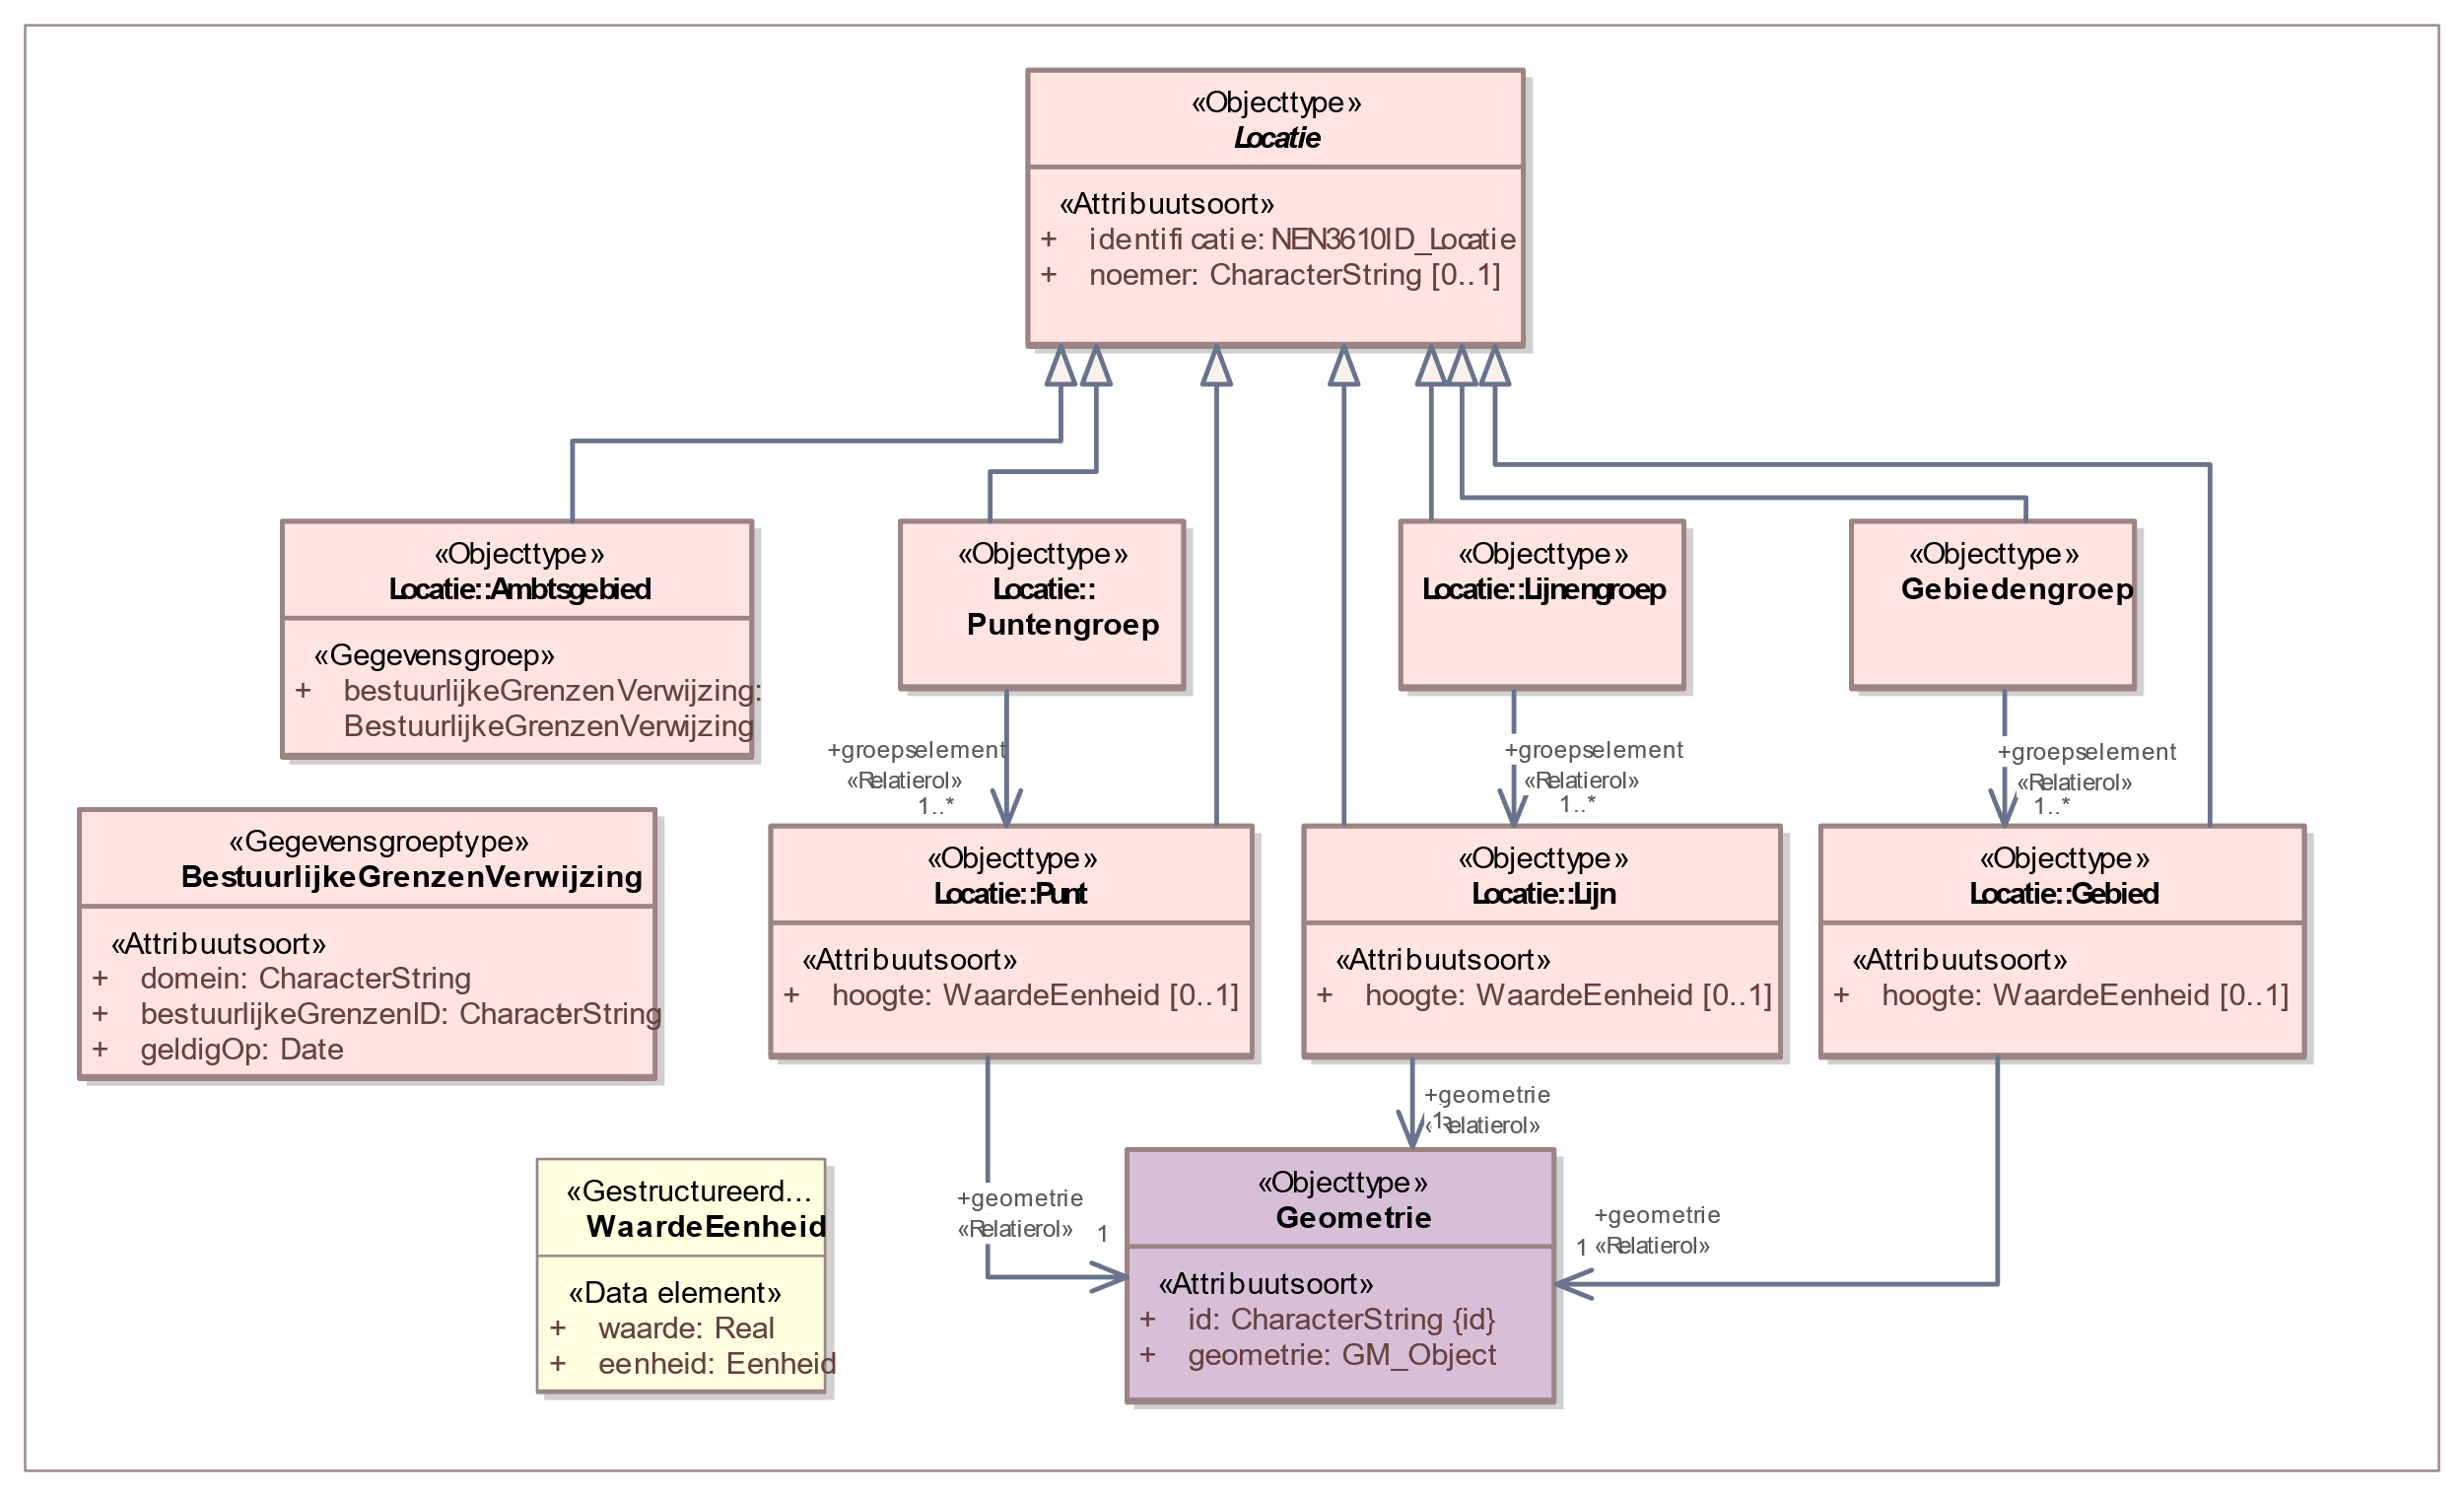 «Objecttype»
Locatie
«Attribuutsoort»
+ identificatie: NEN3610ID_Locatie
+ noemer: CharacterString [0..1]
«Objecttype»
Locatie::Ambtsgebied
«Gegevensgroep»
+ bestuurlijkeGrenzenVerwijzing:
BestuurlijkeGrenzenVerwijzing
«Objecttype»
Locatie::
Puntengroep
«Objecttype»
Locatie::Lijnengroep
«Objecttype»
Gebiedengroep
+groepselement
«Relatierol»
1..*
+groepselement
«Relatierol»
1..*
+groepselement
«Relatierol»
1..*
«Gegevensgroeptype»
BestuurlijkeGrenzenVerwijzing
«Attribuutsoort»
+ domein: CharacterString
+ bestuurlijkeGrenzenID: CharacterString
+ geldigOp: Date
«Objecttype»
Locatie::Punt
«Attribuutsoort»
+ hoogte: WaardeEenheid [0..1]
«Objecttype»
Locatie::Lijn
«Attribuutsoort»
+ hoogte: WaardeEenheid [0..1]
«Objecttype»
Locatie::Gebied
«Attribuutsoort»
+ hoogte: WaardeEenheid [0..1]
+geometrie
1
«Relatierol»
+geometrie
«Relatierol»
1
+geometrie
«Relatierol»
1
«Gestructureerd...
WaardeEenheid
«Data element»
+ waarde: Real
+ eenheid: Eenheid
«Objecttype»
Geometrie
«Attribuutsoort»
+ id: CharacterString {id}
+ geometrie: GM_Object